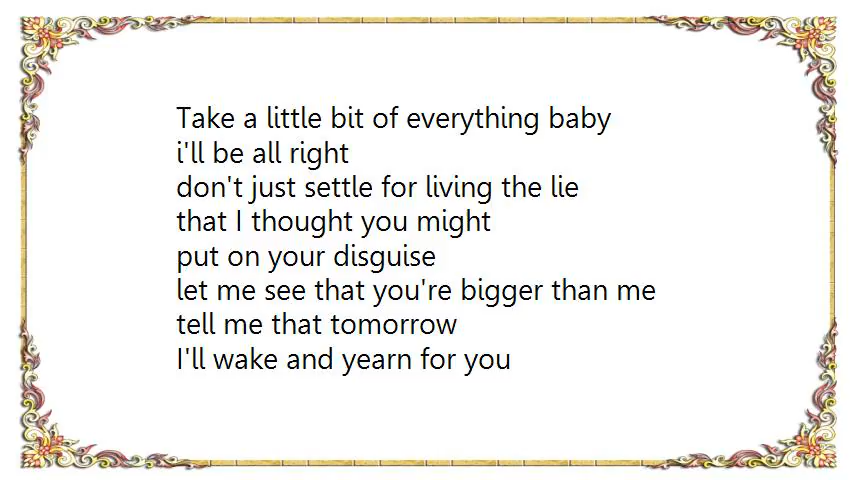 Take a little bit of everything baby
i'll be all right
don't just settle for living the lie
that I thought you might
put on your disguise
let me see that you're bigger than me
tell me that tomorrow
I'll wake and yearn for you